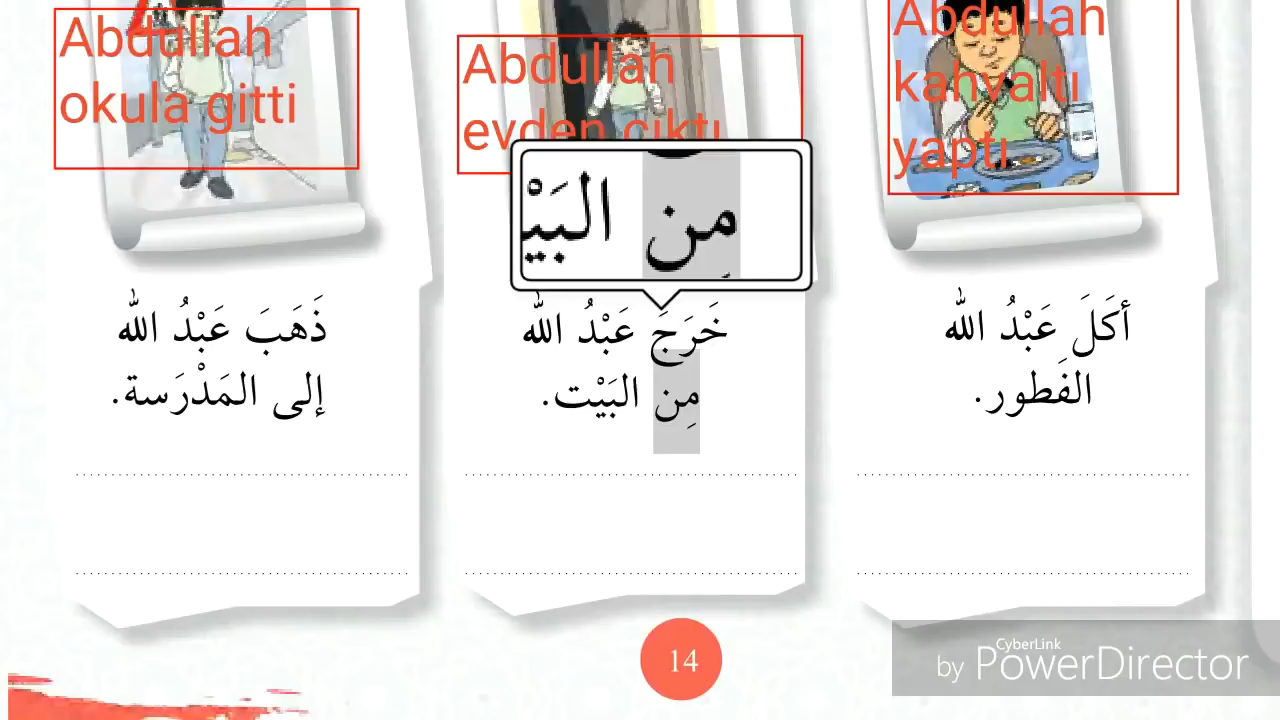 Abdullah
okula gitti
Abdullah
evden çıktı
Abdullah
kahvaltı
yaptı
مِن البَيْ
أكَلَ عَبْدُ الله
الفَطور.
خَرَجَ عَبْدُ الله
مِن البَيْت.
ذَهَبَ عَبْدُ الله
إلى المَدْرَسة.
14
CyberLink
by PowerDirector